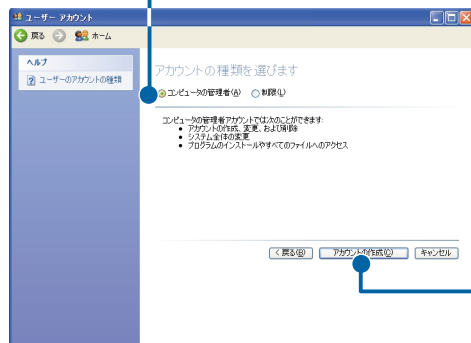 ユーザー アカウント
戻る ホーム
ヘルプ
ユーザーのアカウントの種類
アカウントの種類を選びます
コンピュータの管理者(A) 制限(L)
コンピュータの管理者アカウントでは次のことができます:
アカウントの作成、変更、および削除
システム全体の変更
プログラムのインストールやすべてのファイルへのアクセス
< 戻る(B) アカウントの作成(C) キャンセル